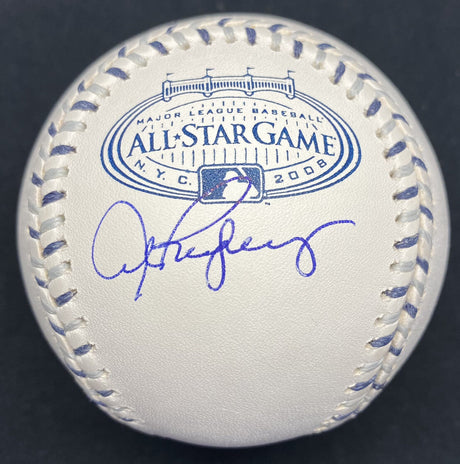 MAJOR LEAGUE BASEBALL®
ALL★STAR GAME
N.Y.C. 2008